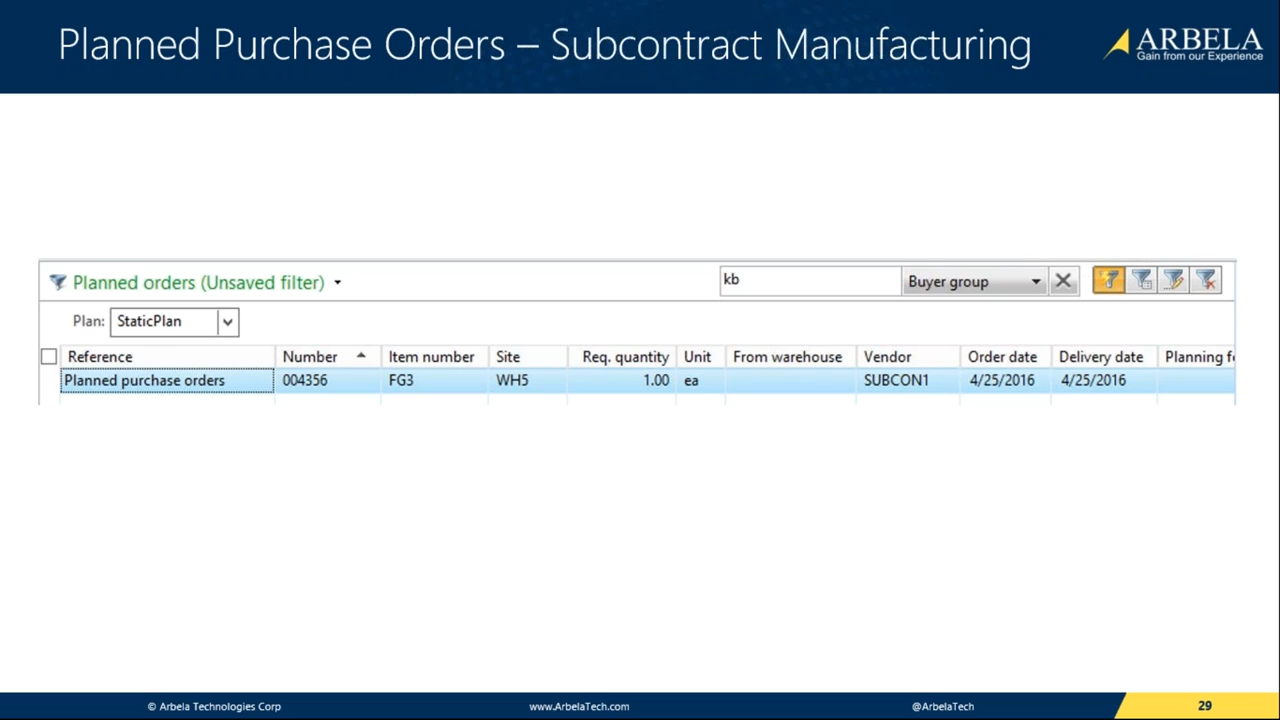 Planned Purchase Orders – Subcontract Manufacturing
ARBELA
Gain from our Experience
Planned orders (Unsaved filter)
kb
Buyer group
Plan: StaticPlan
Reference Number Item number Site Req. quantity Unit From warehouse Vendor Order date Delivery date Planning f
Planned purchase orders 004356 FG3 WH5 1.00 ea SUBCON1 4/25/2016 4/25/2016
© Arbela Technologies Corp
www.ArbelaTech.com
@ArbelaTech
29